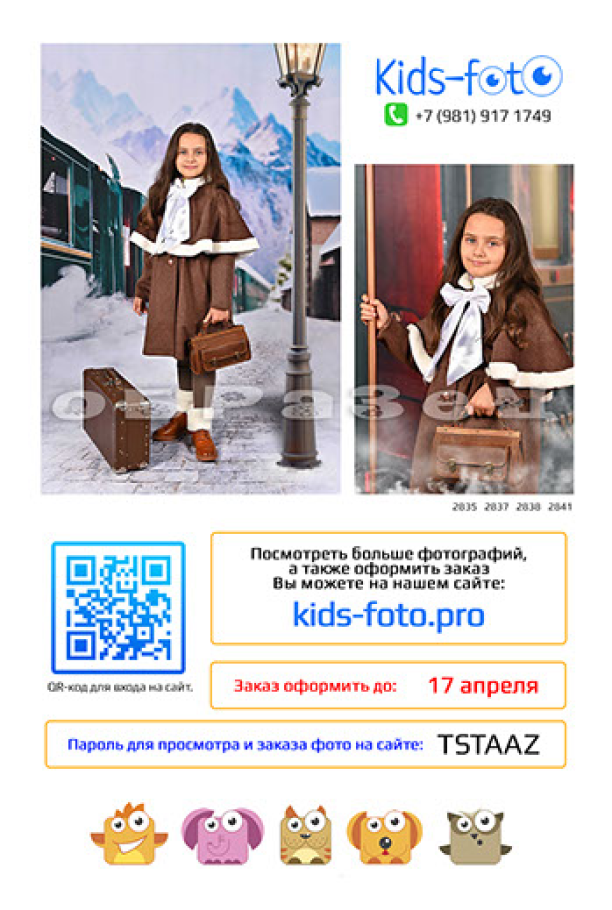 Kids-foto
+7 (981) 917 1749
образец
2835 2837 2838 2841
Посмотреть больше фотографий,
а также оформить заказ
Вы можете на нашем сайте:
kids-foto.pro
QR-код для входа на сайт.
Заказ оформить до: 17 апреля
Пароль для просмотра и заказа фото на сайте: TSTAAZ